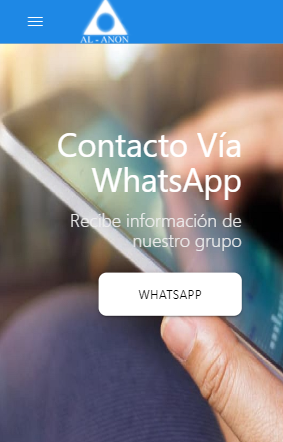 AL - ANON
Contacto Vía
WhatsApp
Recibe información de
nuestro grupo
WHATSAPP